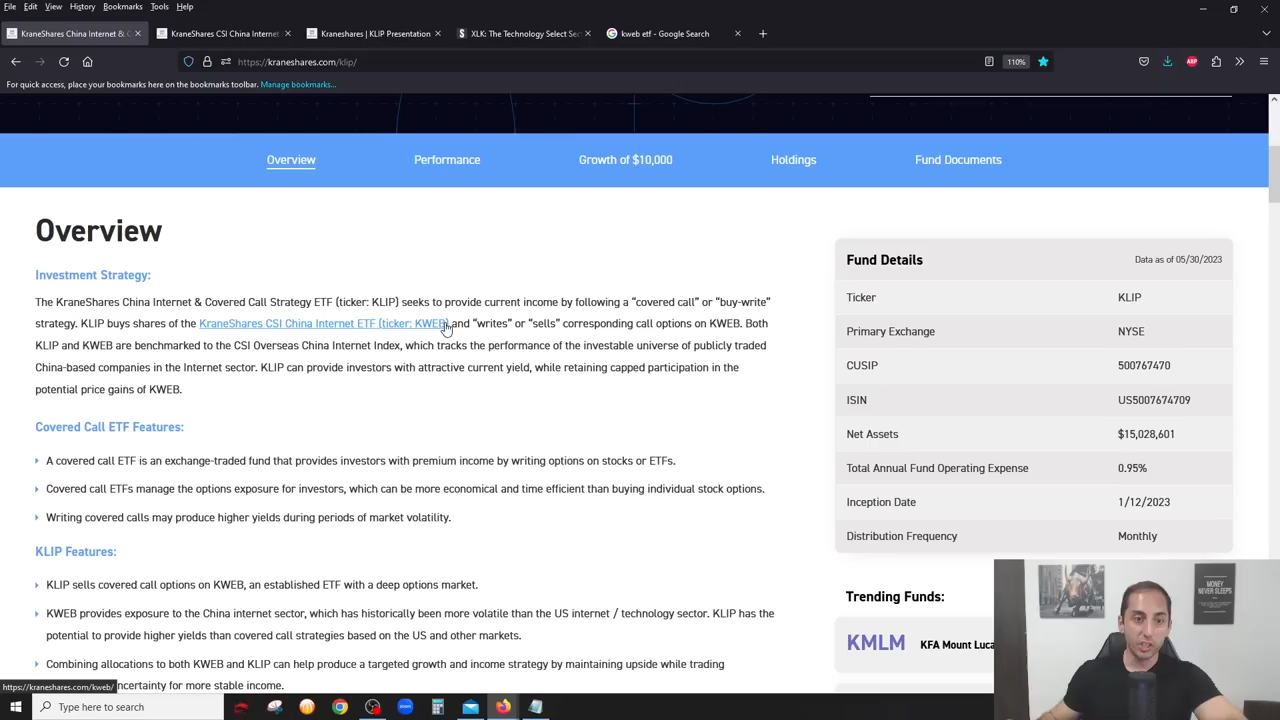 File Edit View History Bookmarks Tools Help
KraneShares China Internet & C
KraneShares CSI China Internet
Kraneshares | KLIP Presentation
XLK: The Technology Select Sec
kweb etf - Google Search
https://kraneshares.com/klip/
110%
ABP
For quick access, place your bookmarks here on the bookmarks toolbar. Manage bookmarks...
Overview
Performance
Growth of $10,000
Holdings
Fund Documents
Overview
Investment Strategy:
The KraneShares China Internet & Covered Call Strategy ETF (ticker: KLIP) seeks to provide current income by following a “covered call” or “buy-write”
strategy. KLIP buys shares of the KraneShares CSI China Internet ETF (ticker: KWEB) and “writes” or “sells” corresponding call options on KWEB. Both
KLIP and KWEB are benchmarked to the CSI Overseas China Internet Index, which tracks the performance of the investable universe of publicly traded
China-based companies in the Internet sector. KLIP can provide investors with attractive current yield, while retaining capped participation in the
potential price gains of KWEB.
Covered Call ETF Features:
A covered call ETF is an exchange-traded fund that provides investors with premium income by writing options on stocks or ETFs.
Covered call ETFs manage the options exposure for investors, which can be more economical and time efficient than buying individual stock options.
Writing covered calls may produce higher yields during periods of market volatility.
KLIP Features:
KLIP sells covered call options on KWEB, an established ETF with a deep options market.
KWEB provides exposure to the China internet sector, which has historically been more volatile than the US internet / technology sector. KLIP has the
potential to provide higher yields than covered call strategies based on the US and other markets.
Combining allocations to both KWEB and KLIP can help produce a targeted growth and income strategy by maintaining upside while trading
uncertainty for more stable income.
https://kraneshares.com/kweb/
Fund Details
Data as of 05/30/2023
Ticker KLIP
Primary Exchange NYSE
CUSIP 500767470
ISIN US5007674709
Net Assets $15,028,601
Total Annual Fund Operating Expense 0.95%
Inception Date 1/12/2023
Distribution Frequency Monthly
Trending Funds:
KMLM KFA Mount Luca
MONEY
NEVER SLEEPS
Type here to search